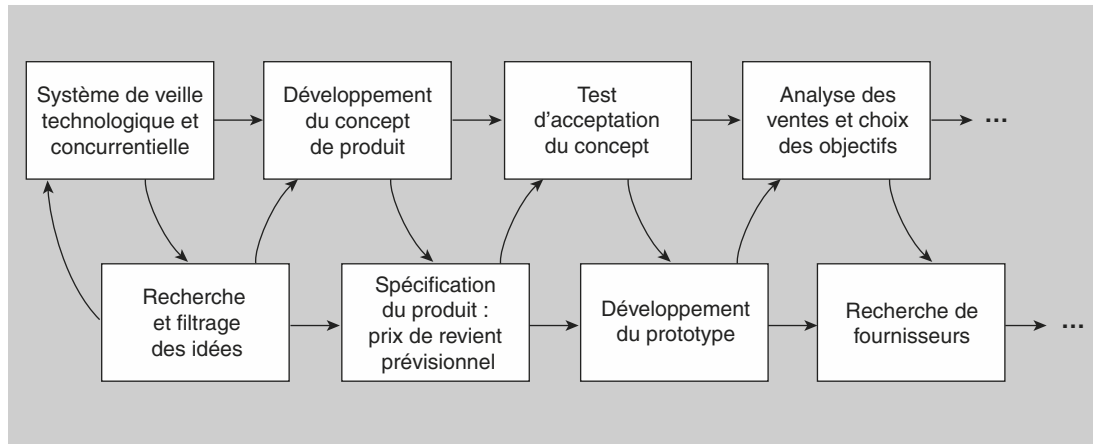 Système de veille
technologique et
concurrentielle
Développement
du concept
de produit
Test
d’acceptation
du concept
Analyse des
ventes et choix
des objectifs
...
Recherche
et filtrage
des idées
Spécification
du produit :
prix de revient
prévisionnel
Développement
du prototype
Recherche de
fournisseurs
...